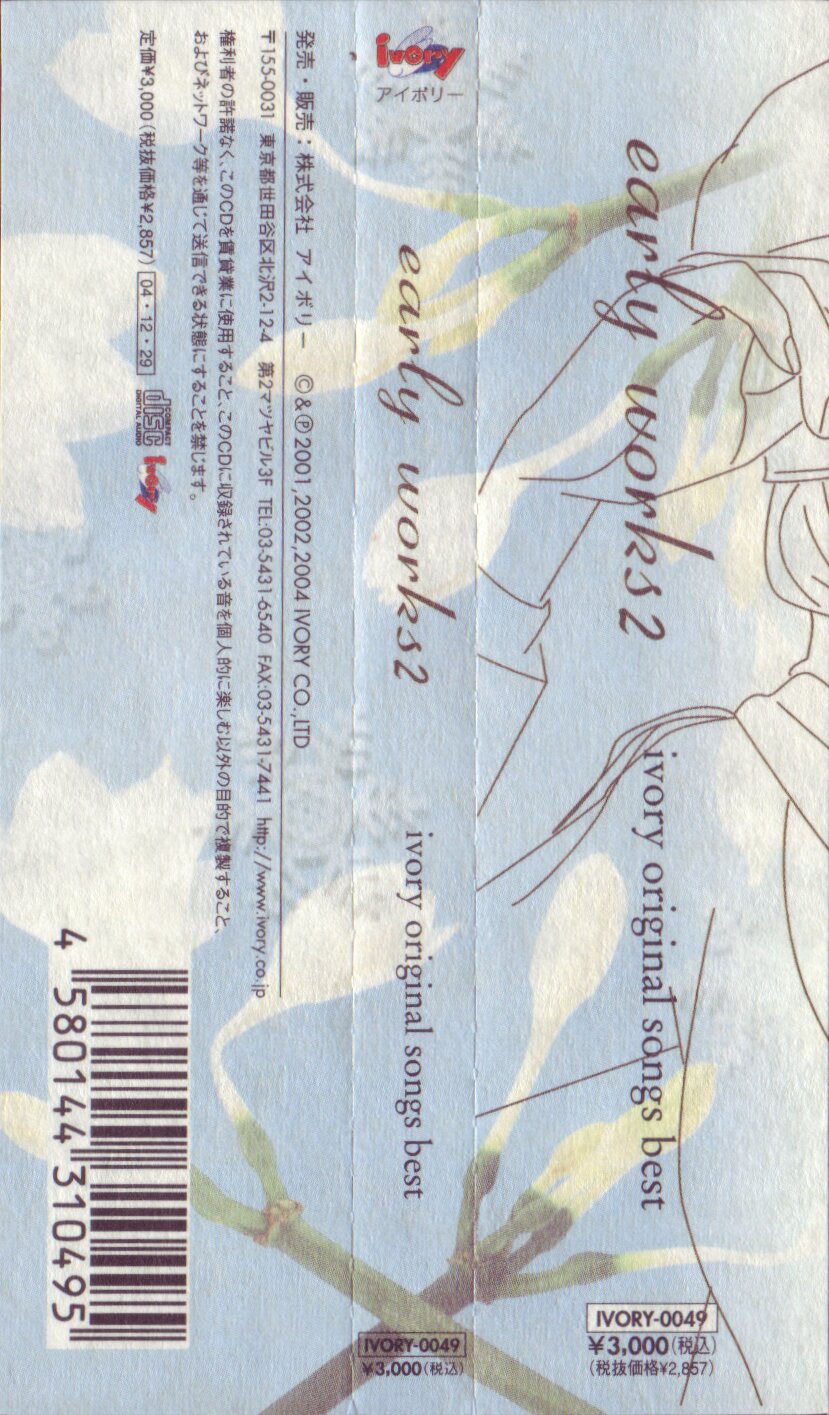 early works2
ivory original songs best
IVORY-0049
¥3,000(税込)
(税抜価格¥2,857)
ivory
アイボリー
early works2
ivory original songs best
IVORY-0049
¥3,000(税込)
発売・販売:株式会社 アイボリー ©&℗2001,2002,2004 IVORY CO.,LTD
〒155-0031 東京都世田谷区北沢2-12-4 第2マツヤビル3F TEL:03-5431-6540 FAX:03-5431-7441 http://www.ivory.co.jp
権利者の許諾なく、このCDを賃貸業に使用すること、このCDに収録されている音を個人的に楽しむ以外の目的で複製すること、
およびネットワーク等を通じて送信できる状態にすることを禁じます。
定価¥3,000(税抜価格¥2,857) 04・12・29 COMPACT disc DIGITAL AUDIO ivory
4 580144 310495